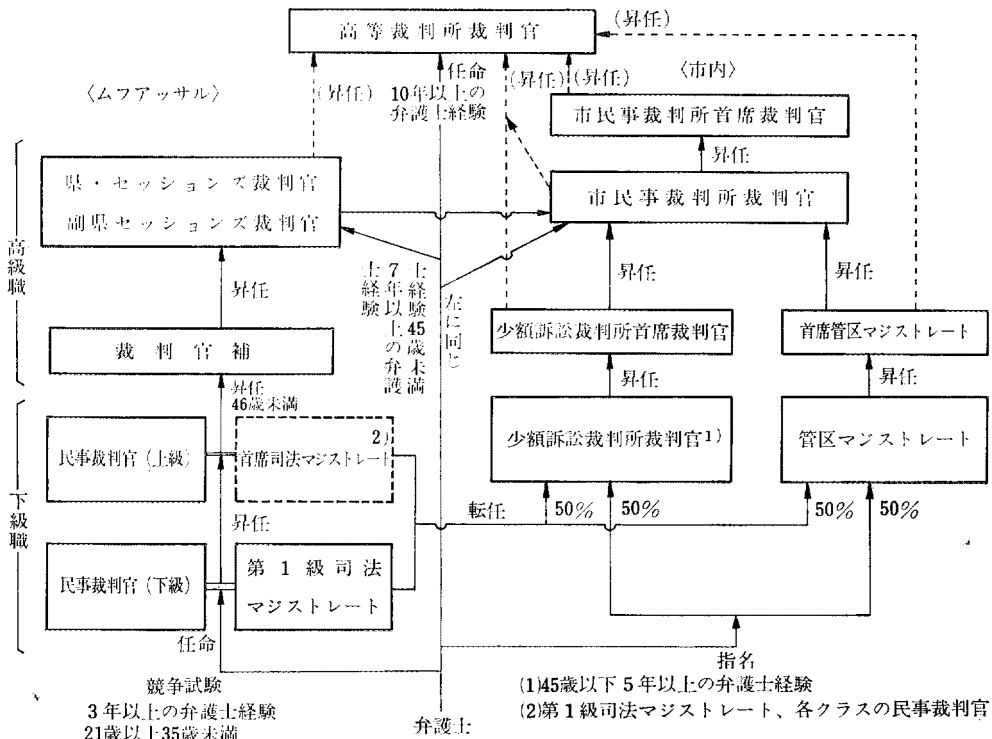 高等裁判所裁判官
(昇任)
任命
10年以上の
弁護士経験
〈ムフアッサル〉
(昇任)
(昇任)
(昇任)
〈市内〉
市民事裁判所首席裁判官
昇任
県・セッションズ裁判官
副県セッションズ裁判官
市民事裁判所裁判官
高級職
昇任
7年以上の弁護
士経験45歳未満
士経験
左に同じ
昇任
昇任
裁判官補
少額訴訟裁判所首席裁判官
首席管区マジストレート
昇任
46歳未満
昇任
昇任
下級職
民事裁判官(上級)
2)
首席司法マジストレート
少額訴訟裁判所裁判官1)
管区マジストレート
昇任
転任
50%
50%
50%
50%
民事裁判官(下級)
第1級司法
マジストレート
任命
指名
競争試験
3年以上の弁護士経験
21歳以上35歳未満
弁護士
(1)45歳以下5年以上の弁護士経験
(2)第1級司法マジストレート、各クラスの民事裁判官